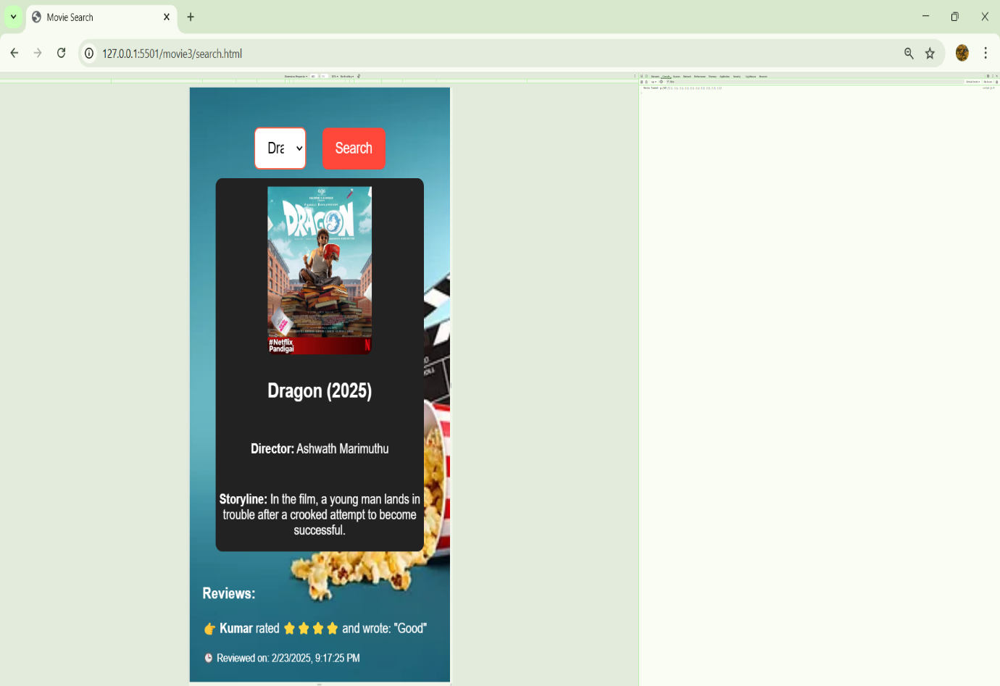 Movie Search
127.0.0.1:5501/movie3/search.html
Dra
Search
DRAGON
#Netflix
Pandigai
Dragon (2025)
Director: Ashwath Marimuthu
Storyline: In the film, a young man lands in
trouble after a crooked attempt to become
successful.
Reviews:
👉 Kumar rated ⭐⭐⭐⭐ and wrote: "Good"
🕒 Reviewed on: 2/23/2025, 9:17:25 PM